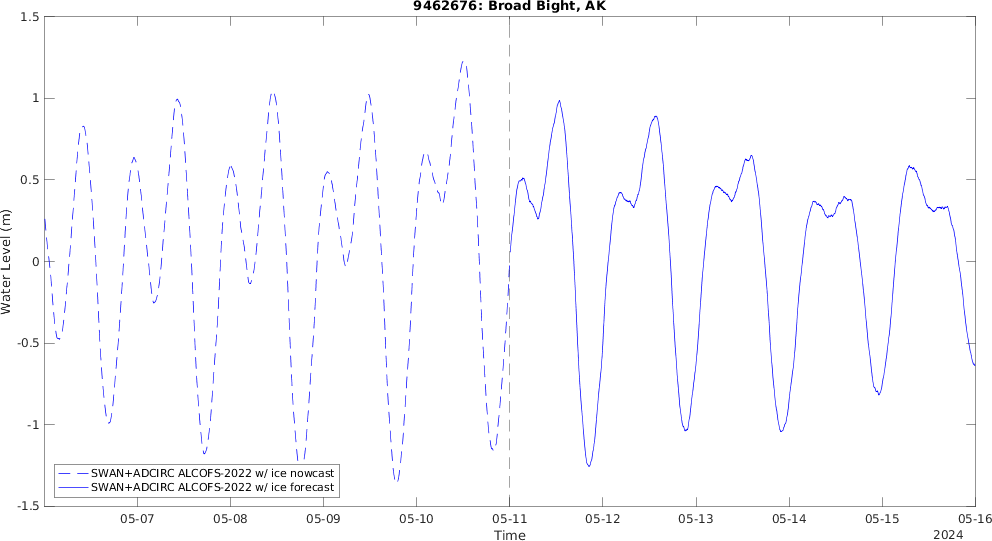 9462676: Broad Bight, AK
1.5
1
0.5
0
-0.5
-1
-1.5
Water Level (m)
SWAN+ADCIRC ALCOFS-2022 w/ ice nowcast
SWAN+ADCIRC ALCOFS-2022 w/ ice forecast
05-07 05-08 05-09 05-10 05-11 05-12 05-13 05-14 05-15 05-16
Time
2024